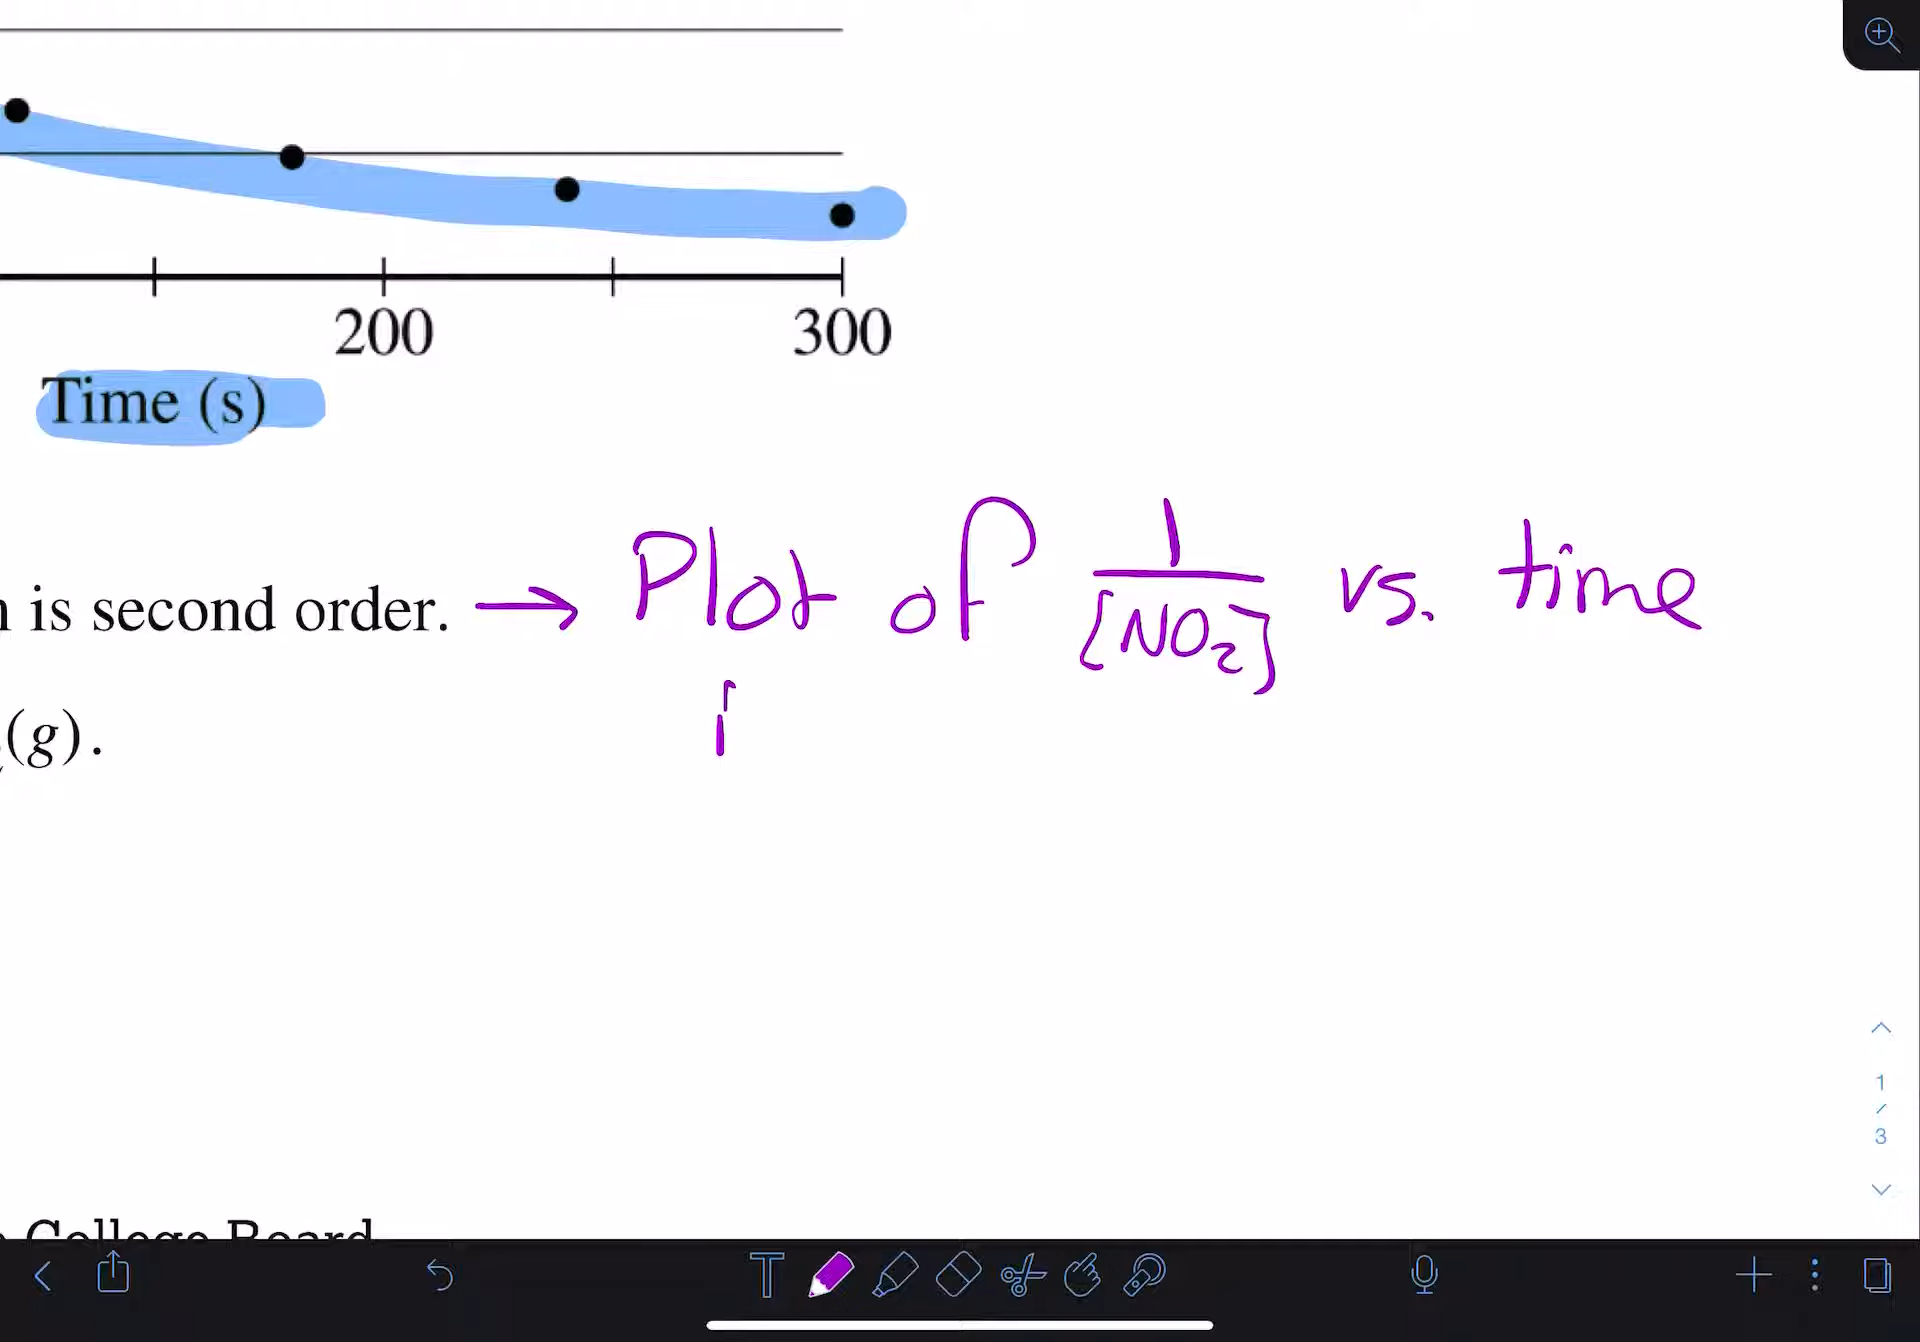 200 300
Time (s)
is second order. → Plot of 1/[NO₂] vs. time
i
(g).
College Board
1
/
3
T